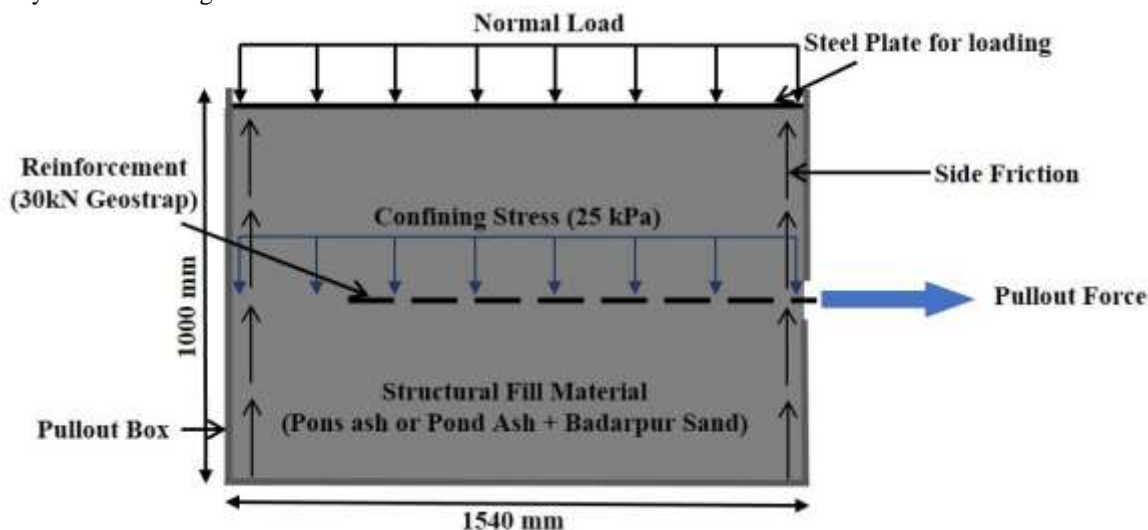 Normal Load
Steel Plate for loading
Reinforcement
(30kN Geostrap)
Side Friction
Confining Stress (25 kPa)
1000 mm
Pullout Force
Structural Fill Material
(Pons ash or Pond Ash + Badarpur Sand)
Pullout Box
1540 mm